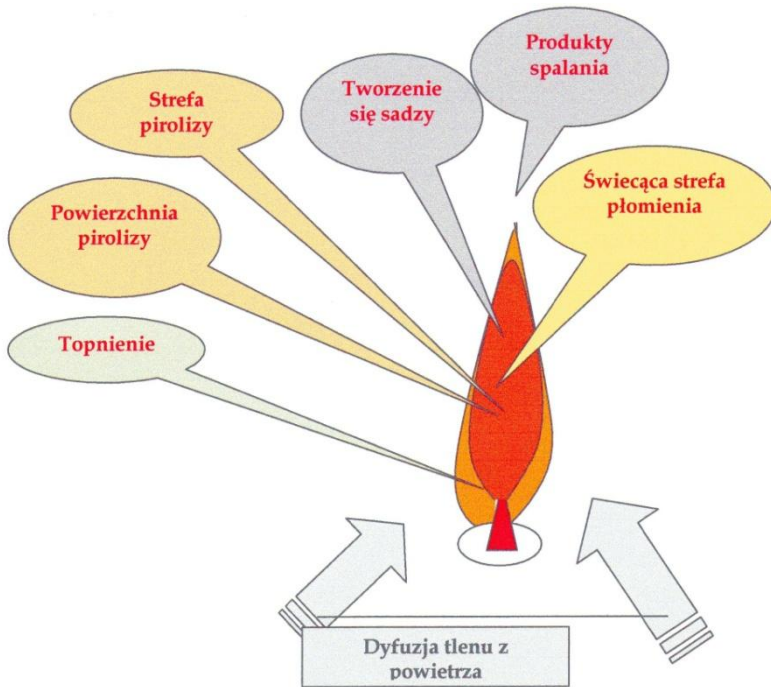 Produkty
spalania
Tworzenie
się sadzy
Strefa
pirolizy
Świecąca strefa
płomienia
Powierzchnia
pirolizy
Topnienie
Dyfuzja tlenu z
powietrza